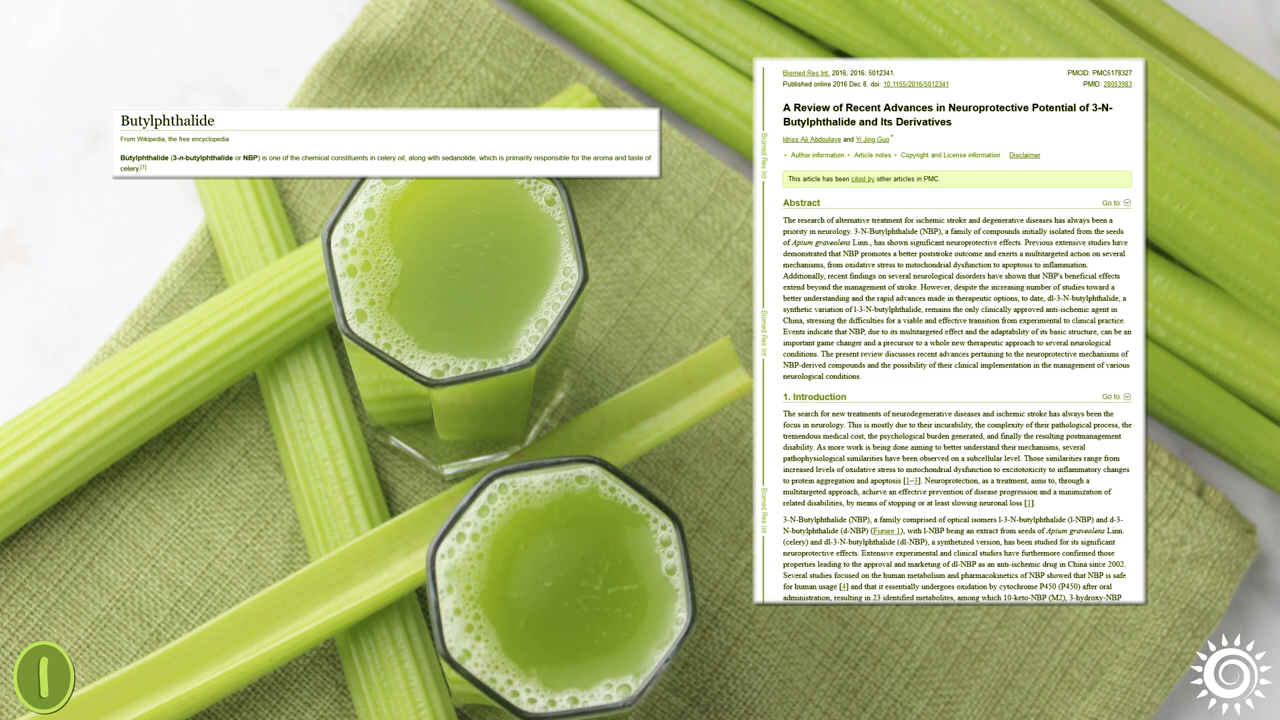 Butylphthalide
From Wikipedia, the free encyclopedia
Butylphthalide (3-n-butylphthalide or NBP) is one of the chemical constituents in celery oil, along with sedanolide, which is primarily responsible for the aroma and taste of
celery.[1]
Biomed Res Int. 2016; 2016: 5012341.
PMCID: PMC5178327
Published online 2016 Dec 8. doi: 10.1155/2016/5012341
PMID: 28053983
A Review of Recent Advances in Neuroprotective Potential of 3-N-
Butylphthalide and Its Derivatives
Idriss Ali Abdoulaye and Yi Jing Guo *
Author information Article notes Copyright and License information Disclaimer
This article has been cited by other articles in PMC.
Abstract
Go to:
The research of alternative treatment for ischemic stroke and degenerative diseases has always been a
priority in neurology. 3-N-Butylphthalide (NBP), a family of compounds initially isolated from the seeds
of Apium graveolens Linn., has shown significant neuroprotective effects. Previous extensive studies have
demonstrated that NBP promotes a better poststroke outcome and exerts a multitargeted action on several
mechanisms, from oxidative stress to mitochondrial dysfunction to apoptosis to inflammation.
Additionally, recent findings on several neurological disorders have shown that NBP's beneficial effects
extend beyond the management of stroke. However, despite the increasing number of studies toward a
better understanding and the rapid advances made in therapeutic options, to date, dl-3-N-butylphthalide, a
synthetic variation of l-3-N-butylphthalide, remains the only clinically approved anti-ischemic agent in
China, stressing the difficulties for a viable and effective transition from experimental to clinical practice.
Events indicate that NBP, due to its multitargeted effect and the adaptability of its basic structure, can be an
important game changer and a precursor to a whole new therapeutic approach to several neurological
conditions. The present review discusses recent advances pertaining to the neuroprotective mechanisms of
NBP-derived compounds and the possibility of their clinical implementation in the management of various
neurological conditions.
1. Introduction
Go to:
The search for new treatments of neurodegenerative diseases and ischemic stroke has always been the
focus in neurology. This is mostly due to their incurability, the complexity of their pathological process, the
tremendous medical cost, the psychological burden generated, and finally the resulting postmanagement
disability. As more work is being done aiming to better understand their mechanisms, several
pathophysiological similarities have been observed on a subcellular level. Those similarities range from
increased levels of oxidative stress to mitochondrial dysfunction to excitotoxicity to inflammatory changes
to protein aggregation and apoptosis [1–3]. Neuroprotection, as a treatment, aims to, through a
multitargeted approach, achieve an effective prevention of disease progression and a minimization of
related disabilities, by means of stopping or at least slowing neuronal loss [1].
3-N-Butylphthalide (NBP), a family comprised of optical isomers l-3-N-butylphthalide (l-NBP) and d-3-
N-butylphthalide (d-NBP) (Figure 1), with l-NBP being an extract from seeds of Apium graveolens Linn.
(celery) and dl-3-N-butylphthalide (dl-NBP), a synthetized version, has been studied for its significant
neuroprotective effects. Extensive experimental and clinical studies have furthermore confirmed those
properties leading to the approval and marketing of dl-NBP as an anti-ischemic drug in China since 2002.
Several studies focused on the human metabolism and pharmacokinetics of NBP showed that NBP is safe
for human usage [4] and that it essentially undergoes oxidation by cytochrome P450 (P450) after oral
administration, resulting in 23 identified metabolites, among which 10-keto-NBP (M2), 3-hydroxy-NBP
Biomed Res Int
Biomed Res Int
Biomed Res Int
1